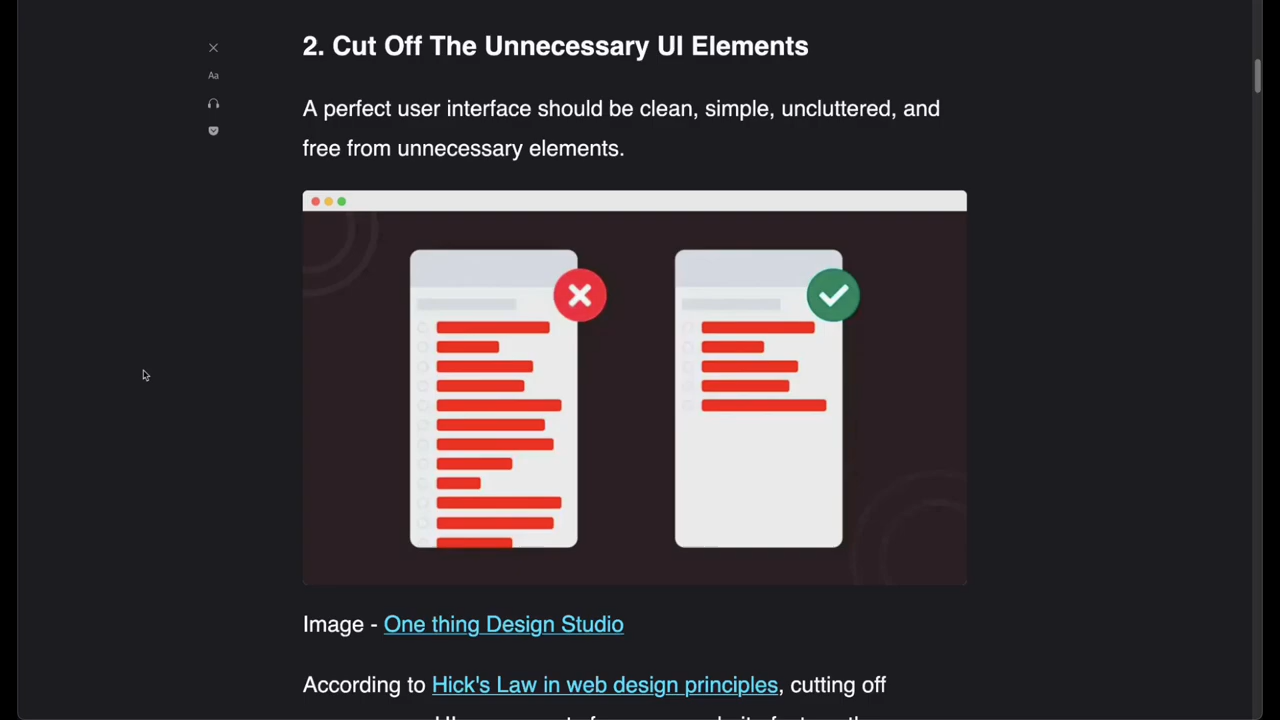 2. Cut Off The Unnecessary UI Elements
Aa
A perfect user interface should be clean, simple, uncluttered, and
free from unnecessary elements.
Image - One thing Design Studio
According to Hick's Law in web design principles, cutting off